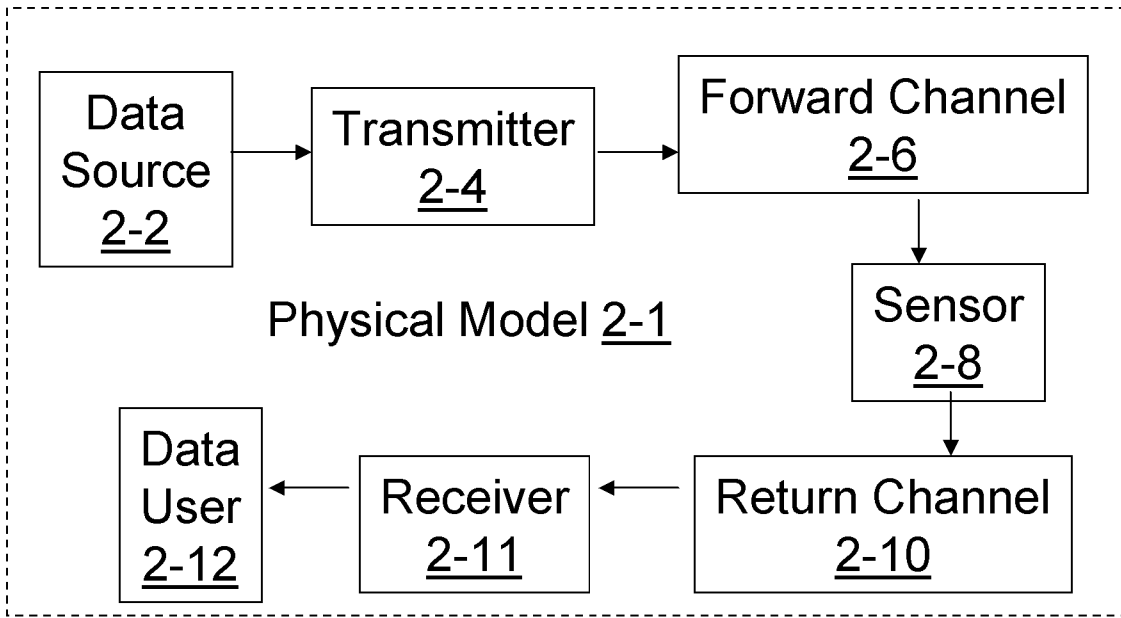 Data
Source
2-2
Transmitter
2-4
Forward Channel
2-6
Sensor
2-8
Physical Model 2-1
Data
User
2-12
Receiver
2-11
Return Channel
2-10